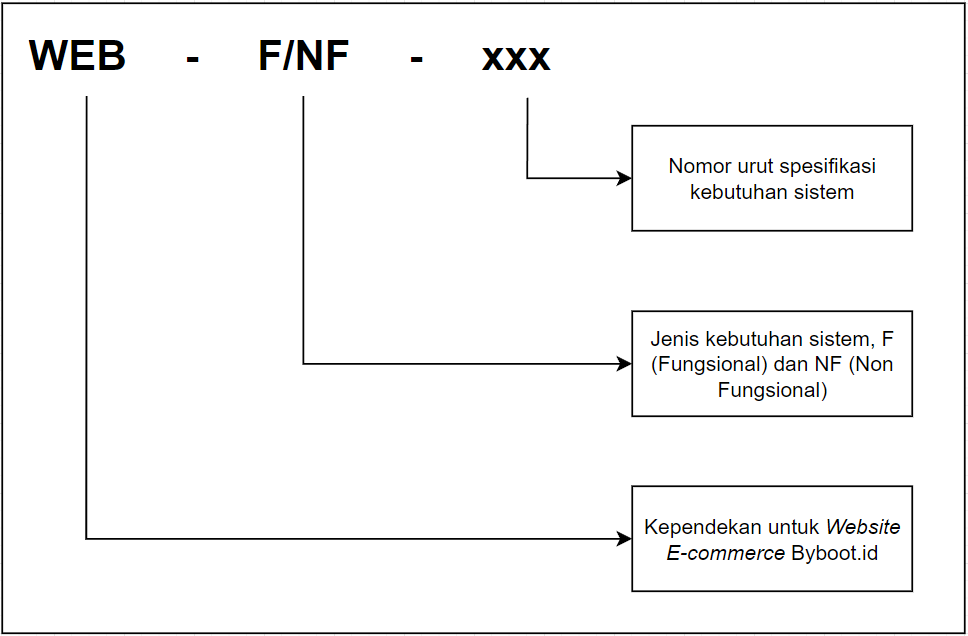 WEB - F/NF - xxx
Nomor urut spesifikasi
kebutuhan sistem
Jenis kebutuhan sistem, F
(Fungsional) dan NF (Non
Fungsional)
Kependekan untuk Website
E-commerce Byboot.id